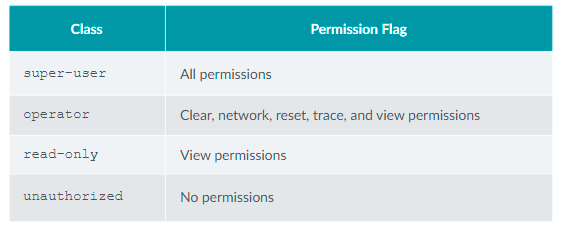 Class Permission Flag
super-user All permissions
operator Clear, network, reset, trace, and view permissions
read-only View permissions
unauthorized No permissions